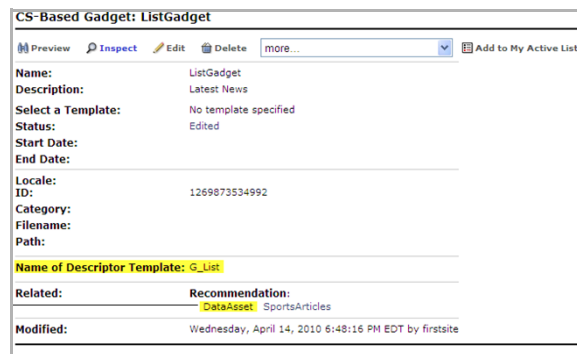 CS-Based Gadget: ListGadget
Preview Inspect Edit Delete more... Add to My Active List
Name: ListGadget
Description: Latest News
Select a Template: No template specified
Status: Edited
Start Date:
End Date:
Locale:
ID: 1269873534992
Category:
Filename:
Path:
Name of Descriptor Template: G_List
Related: Recommendation:
DataAsset SportsArticles
Modified: Wednesday, April 14, 2010 6:48:16 PM EDT by firstsite